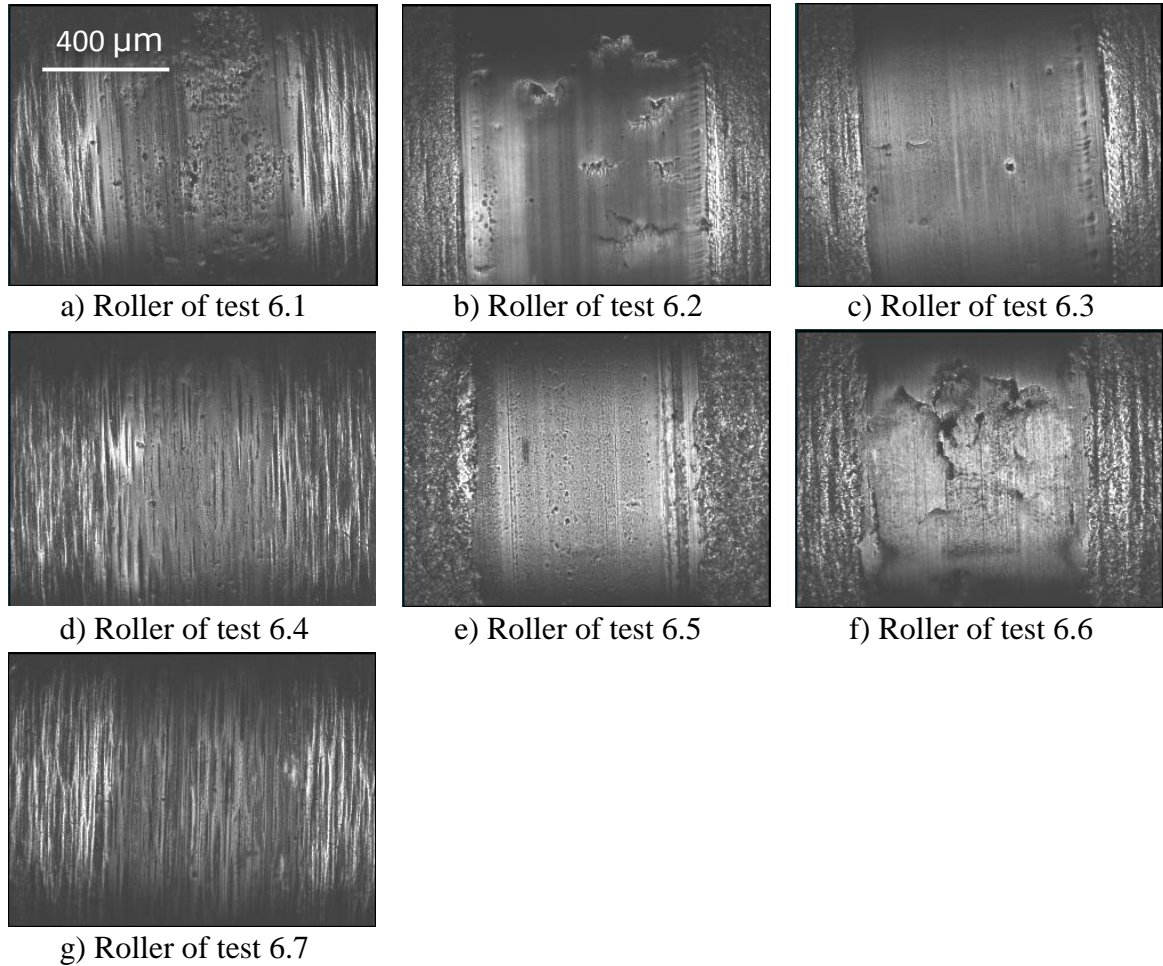 400 µm
a) Roller of test 6.1
b) Roller of test 6.2
c) Roller of test 6.3
d) Roller of test 6.4
e) Roller of test 6.5
f) Roller of test 6.6
g) Roller of test 6.7